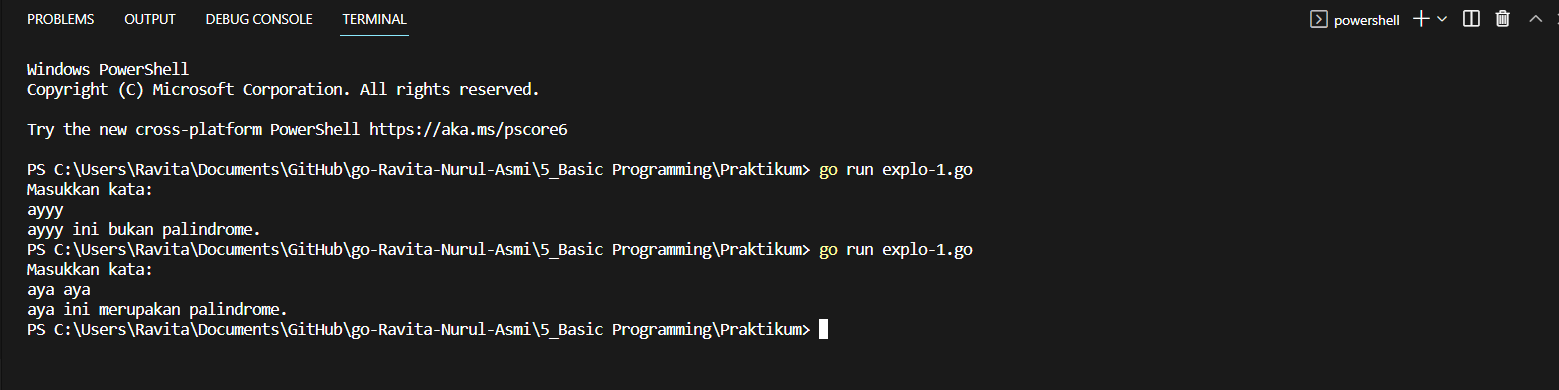 PROBLEMS OUTPUT DEBUG CONSOLE TERMINAL powershell
Windows PowerShell
Copyright (C) Microsoft Corporation. All rights reserved.
Try the new cross-platform PowerShell https://aka.ms/pscore6
PS C:\Users\Ravita\Documents\GitHub\go-Ravita-Nurul-Asmi\5_Basic Programming\Praktikum> go run explo-1.go
Masukkan kata:
ayyy
ayyy ini bukan palindrome.
PS C:\Users\Ravita\Documents\GitHub\go-Ravita-Nurul-Asmi\5_Basic Programming\Praktikum> go run explo-1.go
Masukkan kata:
aya aya
aya ini merupakan palindrome.
PS C:\Users\Ravita\Documents\GitHub\go-Ravita-Nurul-Asmi\5_Basic Programming\Praktikum>